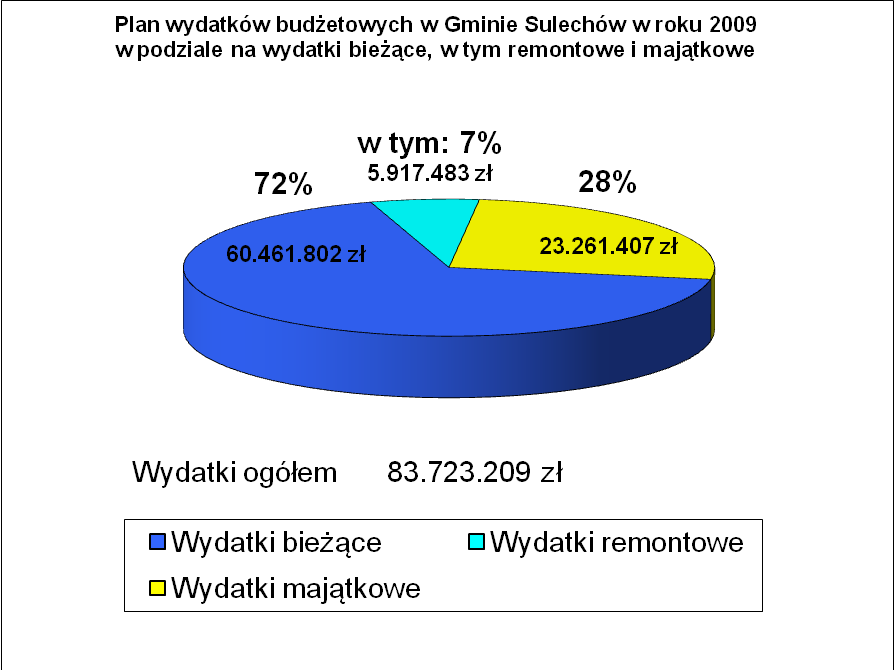 Plan wydatków budżetowych w Gminie Sulechów w roku 2009
w podziale na wydatki bieżące, w tym remontowe i majątkowe
w tym: 7%
5.917.483 zł
72%
28%
60.461.802 zł
23.261.407 zł
Wydatki ogółem 83.723.209 zł
Wydatki bieżące
Wydatki remontowe
Wydatki majątkowe